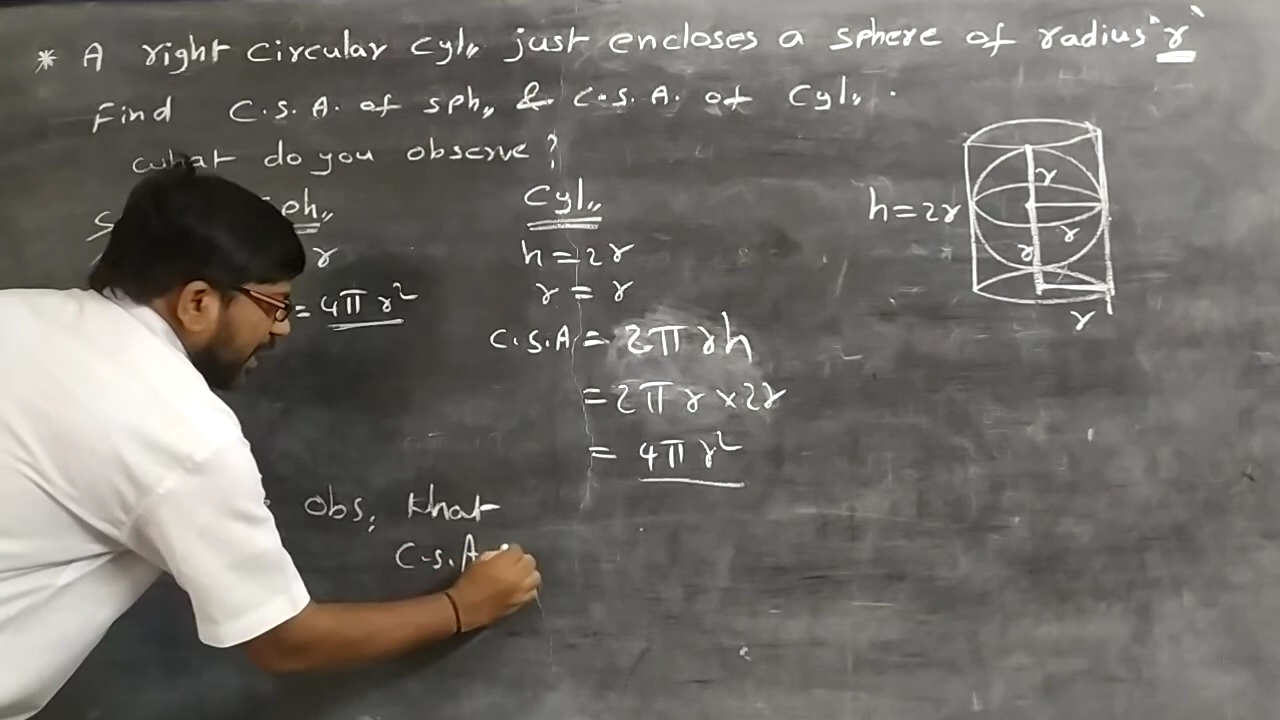 * A right circular cyl,, just encloses a sphere of radius "r"
Find C.S.A. of sph,, & C.S.A. of Cyl,, .
what do you observe?
ph,,
r
= 4π r²
Cyl,,
h = 2r
r = r
C.S.A = 2π rh
= 2π r × 2r
= 4π r²
obs; that
C.S.A
h = 2r
r
r
r
r